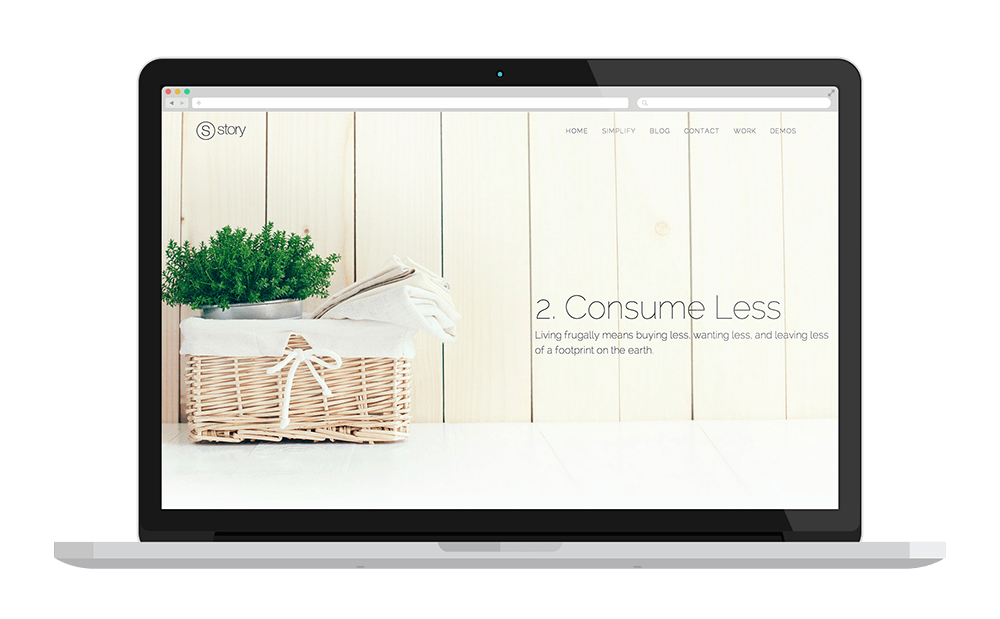 S story
HOME SIMPLIFY BLOG CONTACT WORK DEMOS
2. Consume Less
Living frugally means buying less, wanting less, and leaving less
of a footprint on the earth.